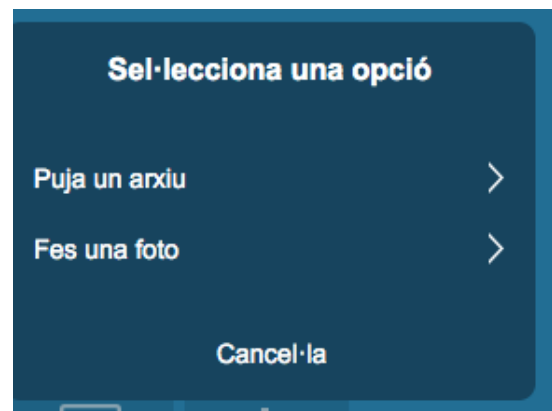 Sel·lecciona una opció
Puja un arxiu
Fes una foto
Cancel·la